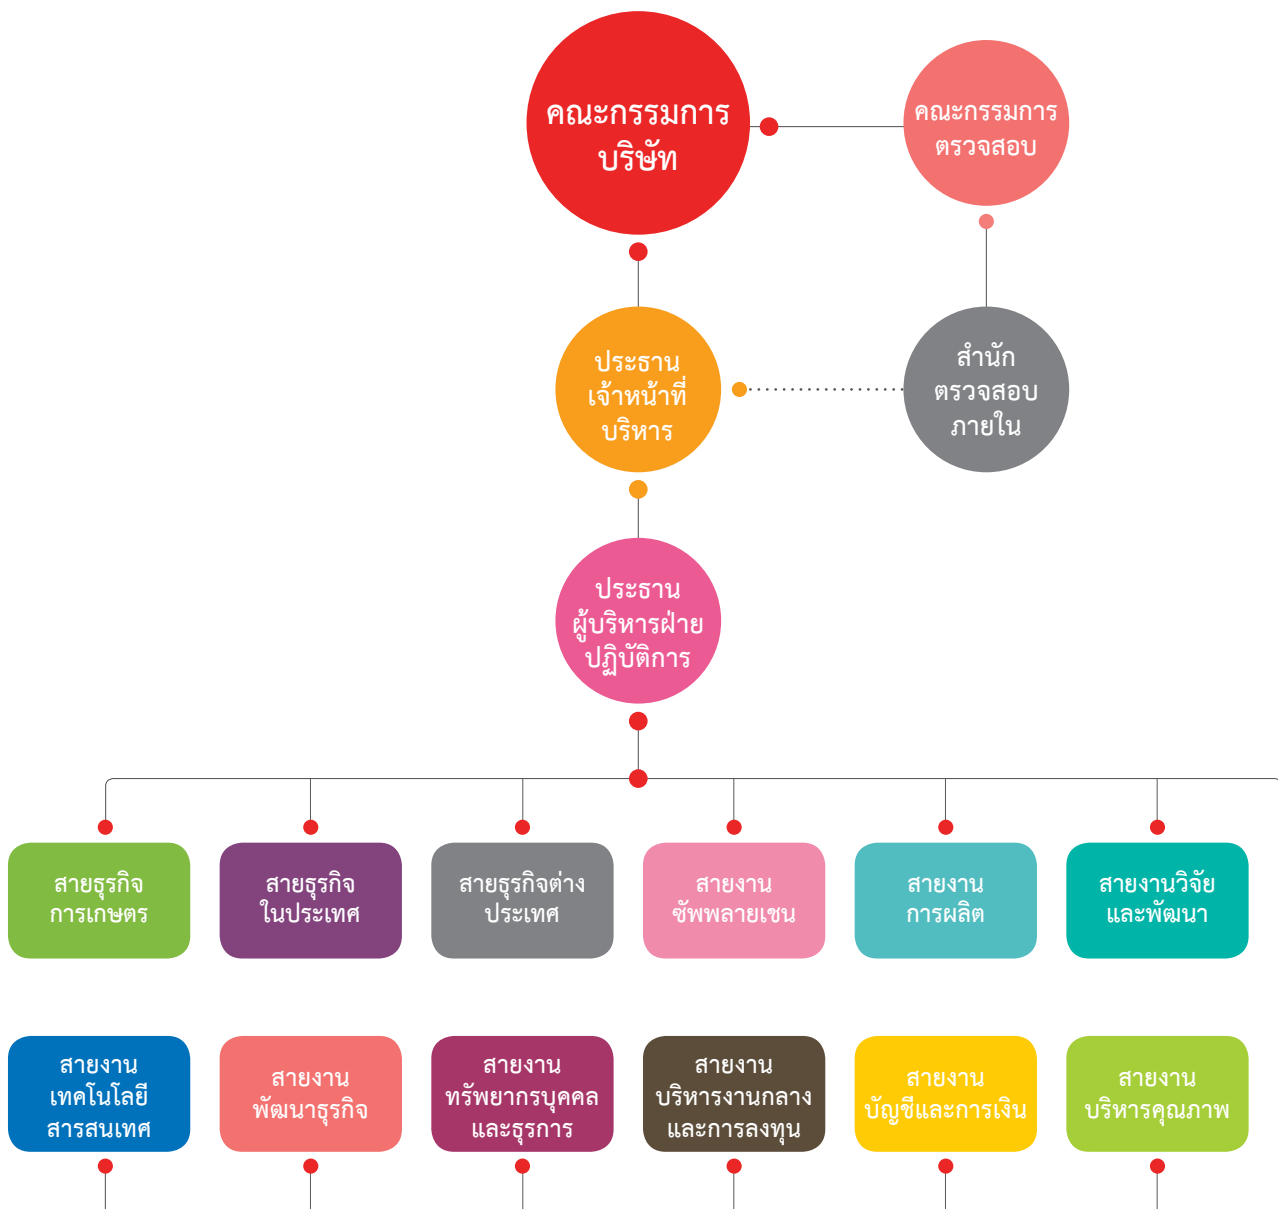 คณะกรรมการ
บริษัท
คณะกรรมการ
ตรวจสอบ
ประธาน
เจ้าหน้าที่
บริหาร
สำนัก
ตรวจสอบ
ภายใน
ประธาน
ผู้บริหารฝ่าย
ปฏิบัติการ
สายธุรกิจ
การเกษตร
สายธุรกิจ
ในประเทศ
สายธุรกิจต่าง
ประเทศ
สายงาน
ซัพพลายเชน
สายงาน
การผลิต
สายงานวิจัย
และพัฒนา
สายงาน
เทคโนโลยี
สารสนเทศ
สายงาน
พัฒนาธุรกิจ
สายงาน
ทรัพยากรบุคคล
และธุรการ
สายงาน
บริหารงานกลาง
และการลงทุน
สายงาน
บัญชีและการเงิน
สายงาน
บริหารคุณภาพ